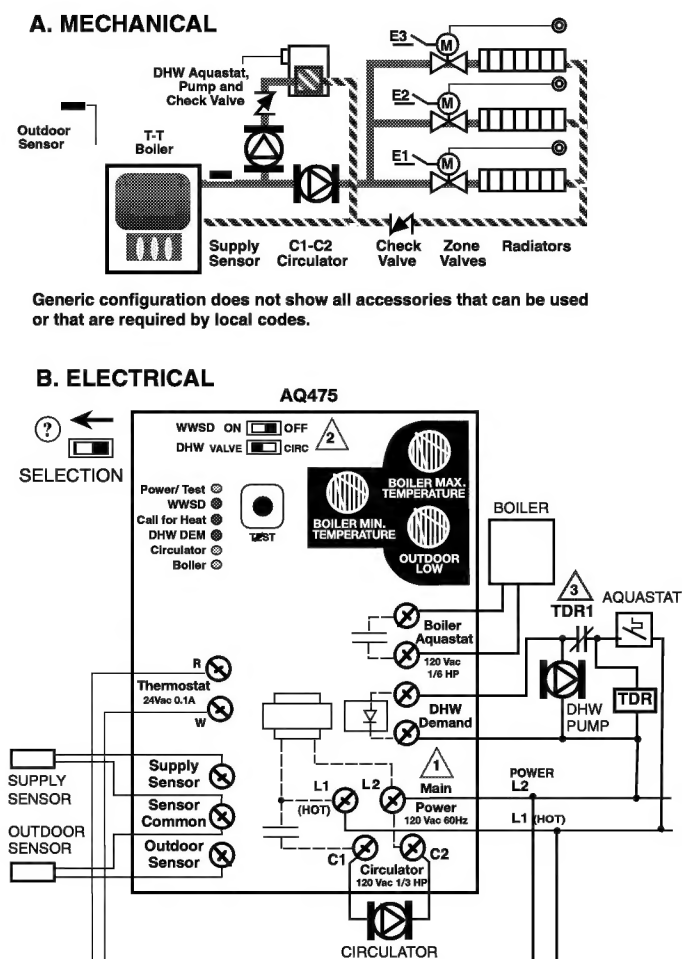 A. MECHANICAL
E3
M
DHW Aquastat,
Pump and
Check Valve
E2
M
Outdoor
Sensor
T-T
Boiler
E1
M
Supply
Sensor
C1-C2
Circulator
Check
Valve
Zone
Valves
Radiators
Generic configuration does not show all accessories that can be used
or that are required by local codes.
B. ELECTRICAL
AQ475
?
SELECTION
WWSD ON OFF
DHW VALVE CIRC
2
Power/ Test
WWSD
Call for Heat
DHW DEM
Circulator
Boiler
TEST
BOILER MAX.
TEMPERATURE
BOILER MIN.
TEMPERATURE
OUTDOOR
LOW
BOILER
3
TDR1
AQUASTAT
Boiler
Aquastat
120 Vac
1/6 HP
R
Thermostat
24Vac 0.1A
W
DHW
Demand
DHW
PUMP
TDR
SUPPLY
SENSOR
Supply
Sensor
Sensor
Common
OUTDOOR
SENSOR
Outdoor
Sensor
L1
(HOT)
L2
1
Main
Power
120 Vac 60Hz
POWER
L2
L1 (HOT)
C1
C2
Circulator
120 Vac 1/3 HP
CIRCULATOR